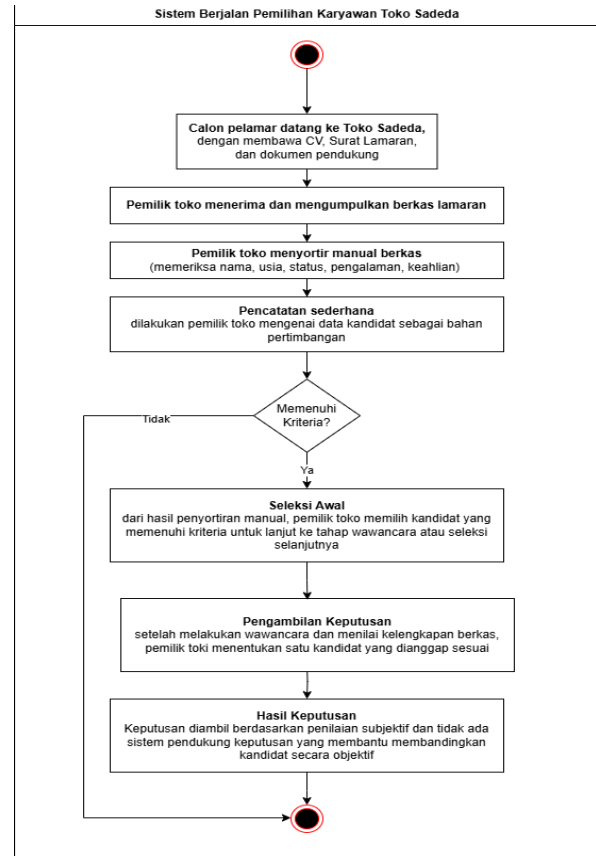 Sistem Berjalan Pemilihan Karyawan Toko Sadeda
Calon pelamar datang ke Toko Sadeda,
dengan membawa CV, Surat Lamaran,
dan dokumen pendukung
Pemilik toko menerima dan mengumpulkan berkas lamaran
Pemilik toko menyortir manual berkas
(memeriksa nama, usia, status, pengalaman, keahlian)
Pencatatan sederhana
dilakukan pemilik toko mengenai data kandidat sebagai bahan
pertimbangan
Memenuhi
Kriteria?
Tidak
Ya
Seleksi Awal
dari hasil penyortiran manual, pemilik toko memilih kandidat yang
memenuhi kriteria untuk lanjut ke tahap wawancara atau seleksi
selanjutnya
Pengambilan Keputusan
setelah melakukan wawancara dan menilai kelengkapan berkas,
pemilik toki menentukan satu kandidat yang dianggap sesuai
Hasil Keputusan
Keputusan diambil berdasarkan penilaian subjektif dan tidak ada
sistem pendukung keputusan yang membantu membandingkan
kandidat secara objektif